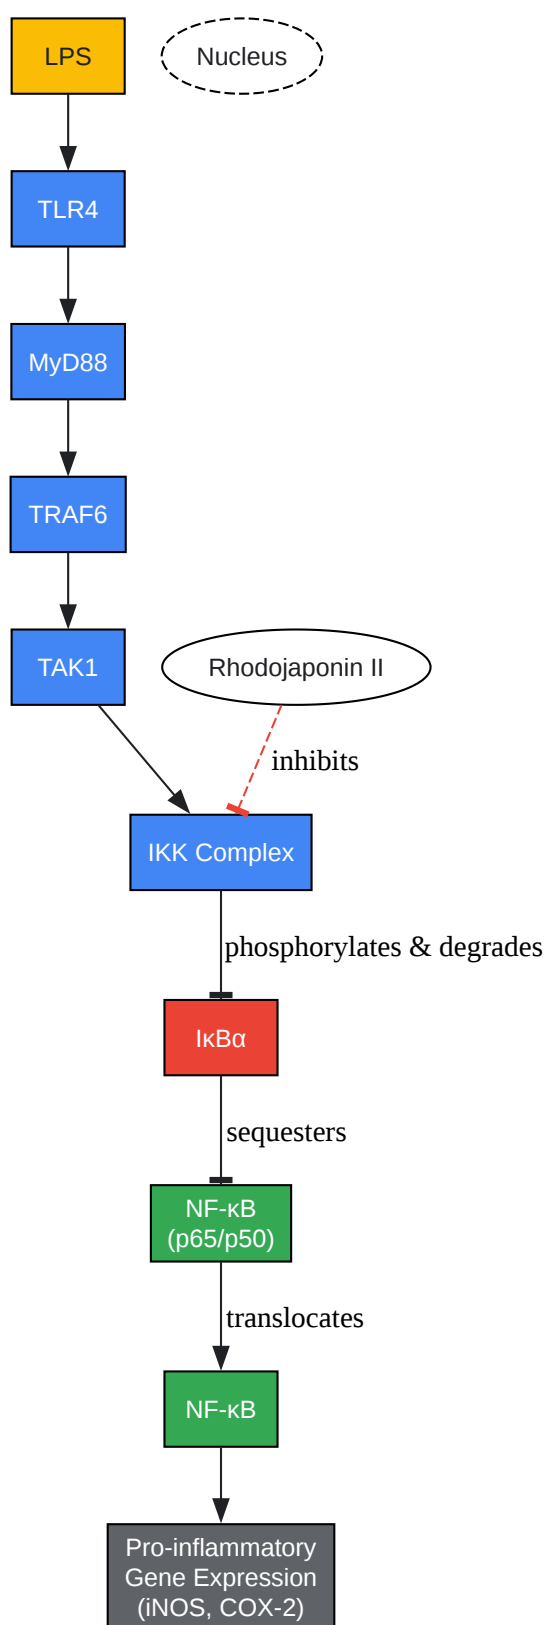 LPS
Nucleus
TLR4
MyD88
TRAF6
TAK1
Rhodojaponin II
inhibits
IKK Complex
phosphorylates & degrades
IκBα
sequesters
NF-κB
(p65/p50)
translocates
NF-κB
Pro-inflammatory
Gene Expression
(iNOS, COX-2)